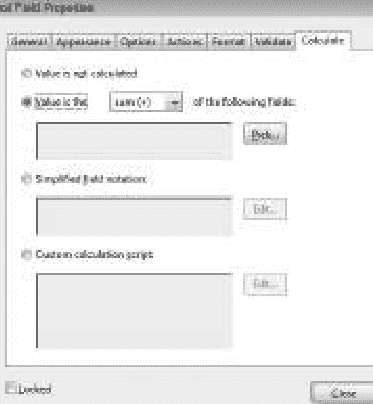 Field Properties
General Appearance Options Actions Format Validate Calculate
Value is not calculated
Value is the sum (+) of the following fields:
Pick...
Simplified field notation:
Edit...
Custom calculation script:
Edit...
Locked
Close